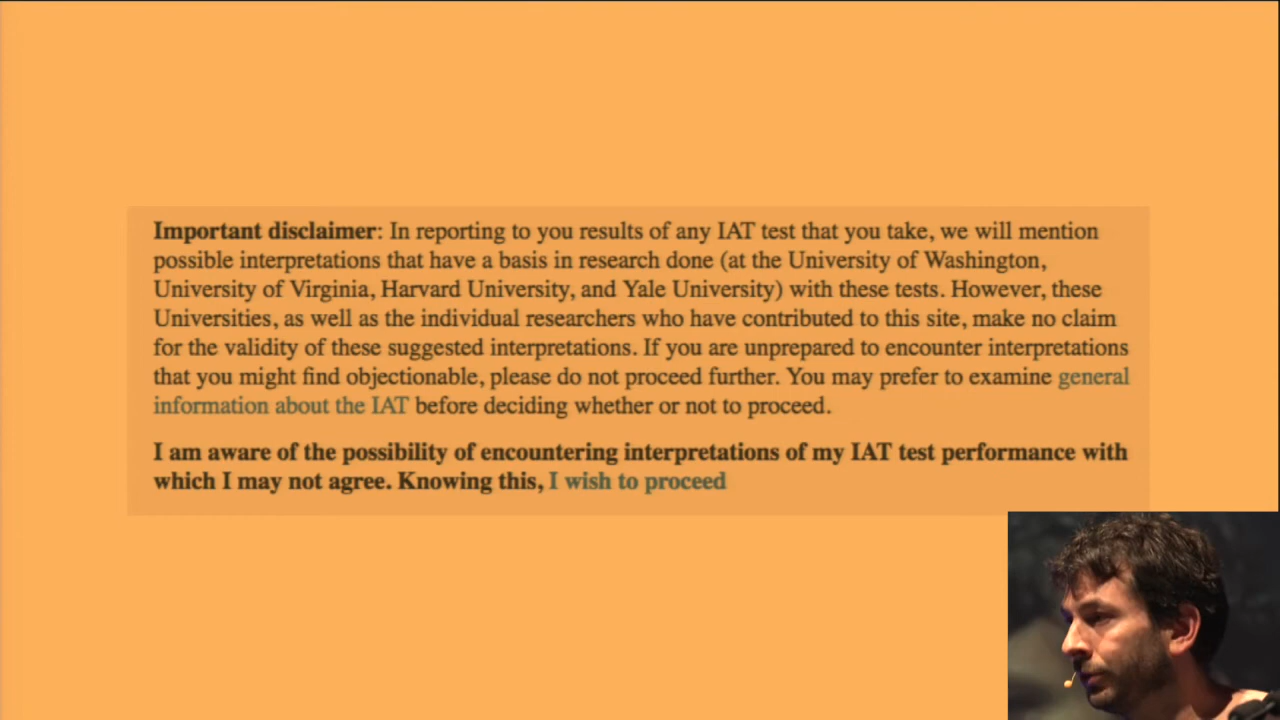 Important disclaimer: In reporting to you results of any IAT test that you take, we will mention
possible interpretations that have a basis in research done (at the University of Washington,
University of Virginia, Harvard University, and Yale University) with these tests. However, these
Universities, as well as the individual researchers who have contributed to this site, make no claim
for the validity of these suggested interpretations. If you are unprepared to encounter interpretations
that you might find objectionable, please do not proceed further. You may prefer to examine general
information about the IAT before deciding whether or not to proceed.
I am aware of the possibility of encountering interpretations of my IAT test performance with
which I may not agree. Knowing this, I wish to proceed